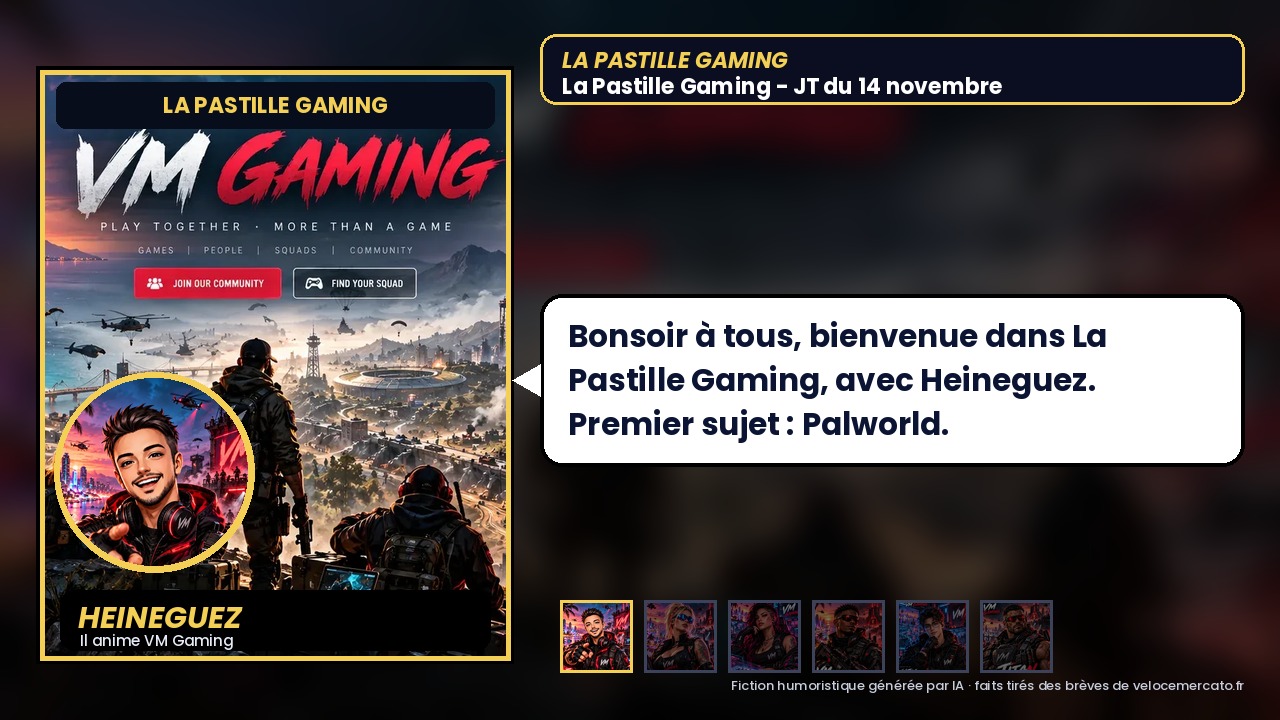 LA PASTILLE GAMING
VM GAMING
PLAY TOGETHER · MORE THAN A GAME
GAMES | PEOPLE | SQUADS | COMMUNITY
JOIN OUR COMMUNITY
FIND YOUR SQUAD
HEINEGUEZ
Il anime VM Gaming
LA PASTILLE GAMING
La Pastille Gaming - JT du 14 novembre
Bonsoir à tous, bienvenue dans La
Pastille Gaming, avec Heineguez.
Premier sujet : Palworld.
Fiction humoristique générée par IA · faits tirés des brèves de velocemercato.fr